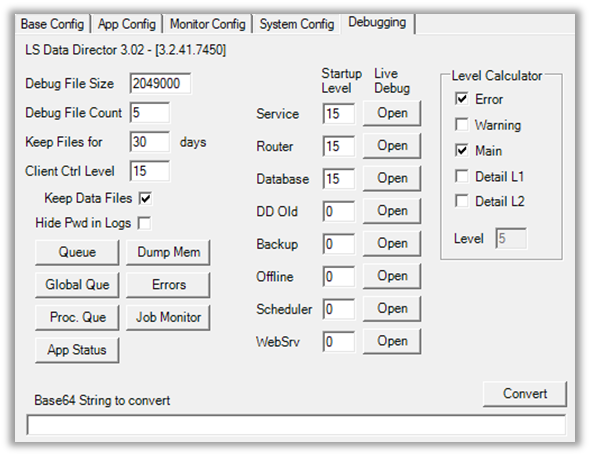 Base Config App Config Monitor Config System Config Debugging
LS Data Director 3.02 - [3.2.41.7450]
Debug File Size 2049000
Debug File Count 5
Keep Files for 30 days
Client Ctrl Level 15
Keep Data Files
Hide Pwd in Logs
Queue Dump Mem
Global Que Errors
Proc. Que Job Monitor
App Status
Startup Level Live Debug
Service 15 Open
Router 15 Open
Database 15 Open
DD Old 0 Open
Backup 0 Open
Offline 0 Open
Scheduler 0 Open
WebSrv 0 Open
Level Calculator
Error
Warning
Main
Detail L1
Detail L2
Level 5
Convert
Base64 String to convert